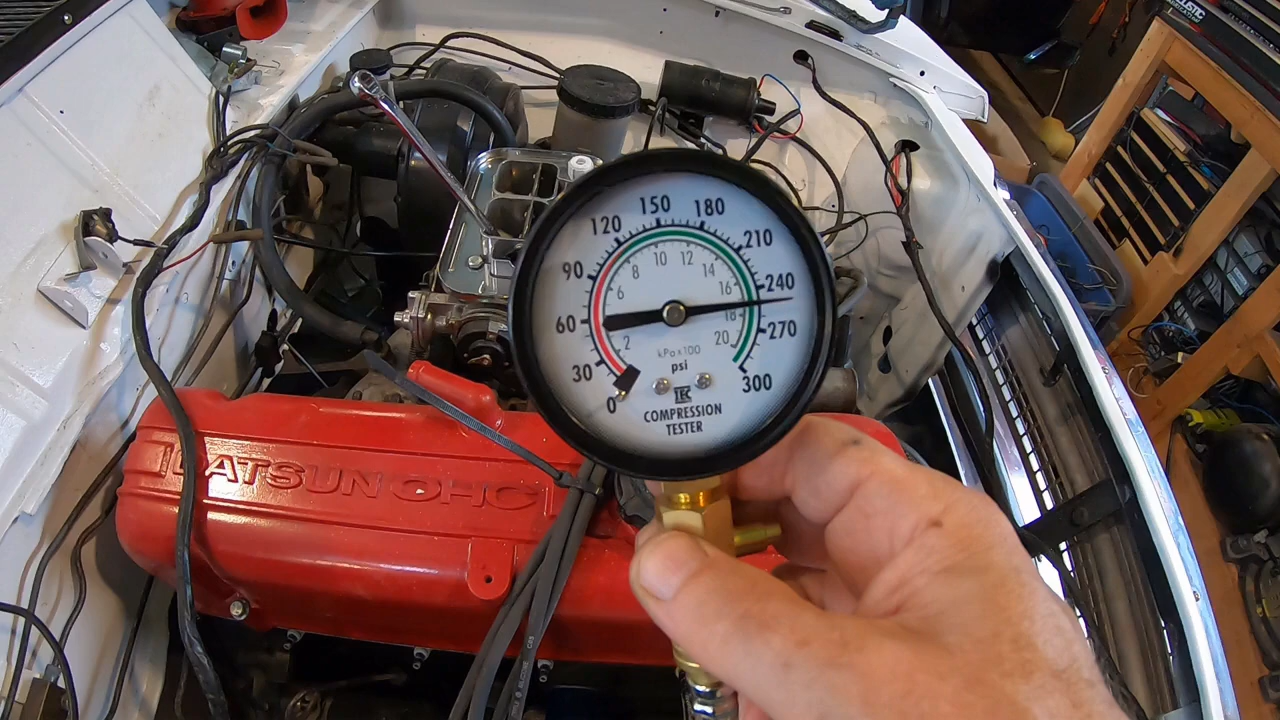 BALLISTIC
150
120 180
90 210
60 240
30 270
0 300
10 12
8 14
6 16
18
2 20
kPa x 100
psi
COMPRESSION
TESTER
DATSUN OHC